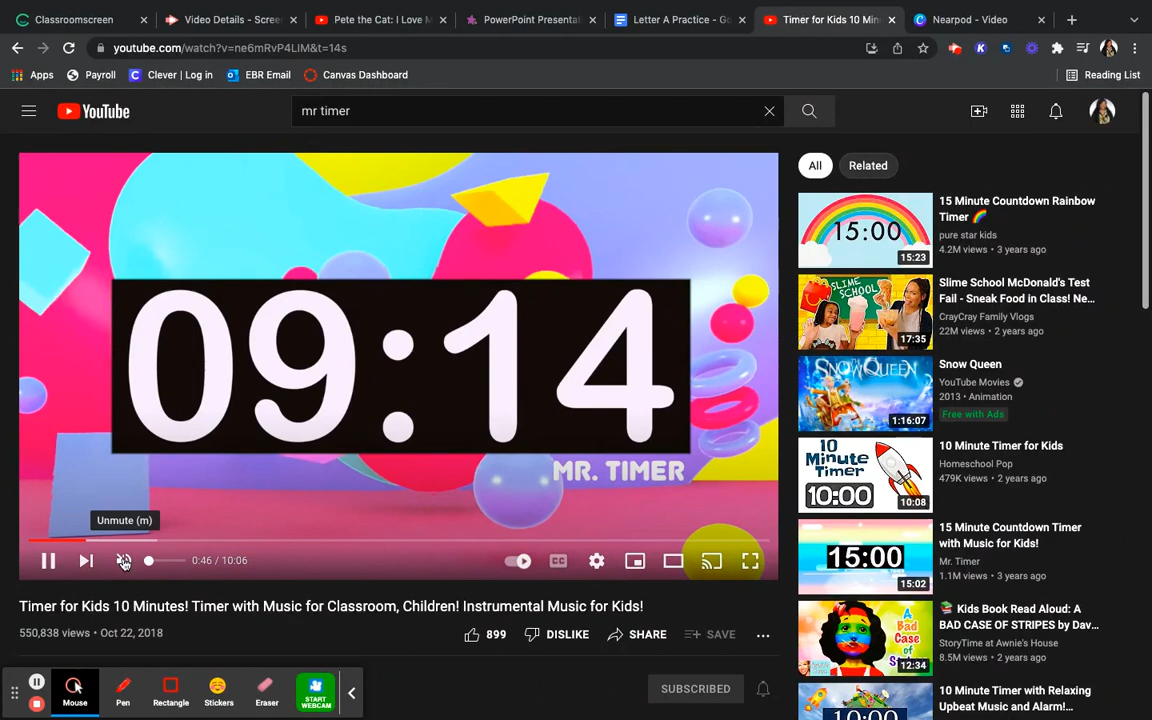 Classroomscreen
Video Details - Scree
Pete the Cat: I Love M
PowerPoint Presentat
Letter A Practice - Go
Timer for Kids 10 Min
Nearpod - Video
youtube.com/watch?v=ne6mRvP4LIM&t=14s
Apps
Payroll
Clever | Log in
EBR Email
Canvas Dashboard
Reading List
YouTube
mr timer
09:14
MR. TIMER
Unmute (m)
0:46 / 10:06
CC
Timer for Kids 10 Minutes! Timer with Music for Classroom, Children! Instrumental Music for Kids!
550,838 views • Oct 22, 2018
899
DISLIKE
SHARE
SAVE
SUBSCRIBED
Mouse
Pen
Rectangle
Stickers
Eraser
START
WEBCAM
All
Related
15:00
15:23
15 Minute Countdown Rainbow
Timer
pure star kids
4.2M views • 3 years ago
SLIME
SCHOOL
17:35
Slime School McDonald's Test
Fail - Sneak Food in Class! Ne...
CrayCray Family Vlogs
22M views • 2 years ago
SNOW QUEEN
1:16:07
Snow Queen
YouTube Movies
2013 • Animation
Free with Ads
10
Minute
Timer
10:00
10:08
10 Minute Timer for Kids
Homeschool Pop
479K views • 2 years ago
15:00
15:02
15 Minute Countdown Timer
with Music for Kids!
Mr. Timer
1.1M views • 3 years ago
A
Bad
Case
of
12:34
Kids Book Read Aloud: A
BAD CASE OF STRIPES by Dav...
StoryTime at Awnie's House
8.5M views • 2 years ago
10:00
10 Minute Timer with Relaxing
Upbeat Music and Alarm!...